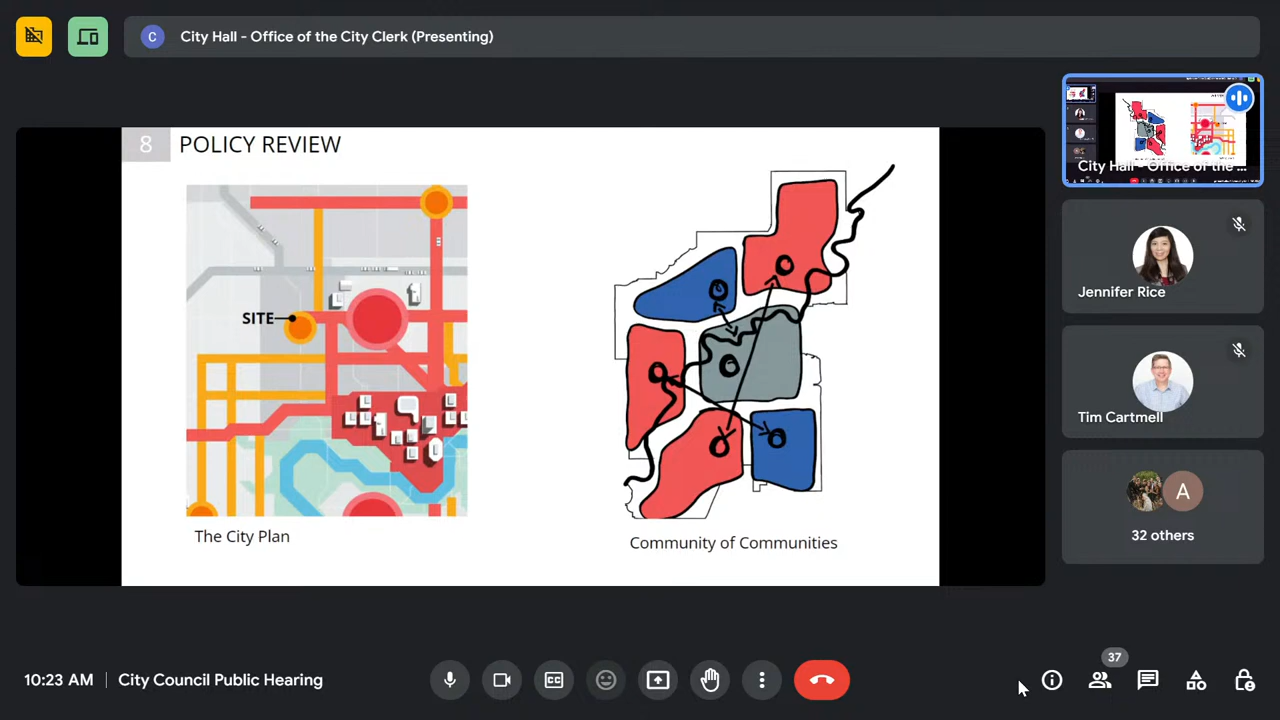 C City Hall - Office of the City Clerk (Presenting)
8 POLICY REVIEW
SITE
The City Plan
Community of Communities
City Hall - Office of the ...
Jennifer Rice
Tim Cartmell
A
32 others
10:23 AM City Council Public Hearing
CC
37